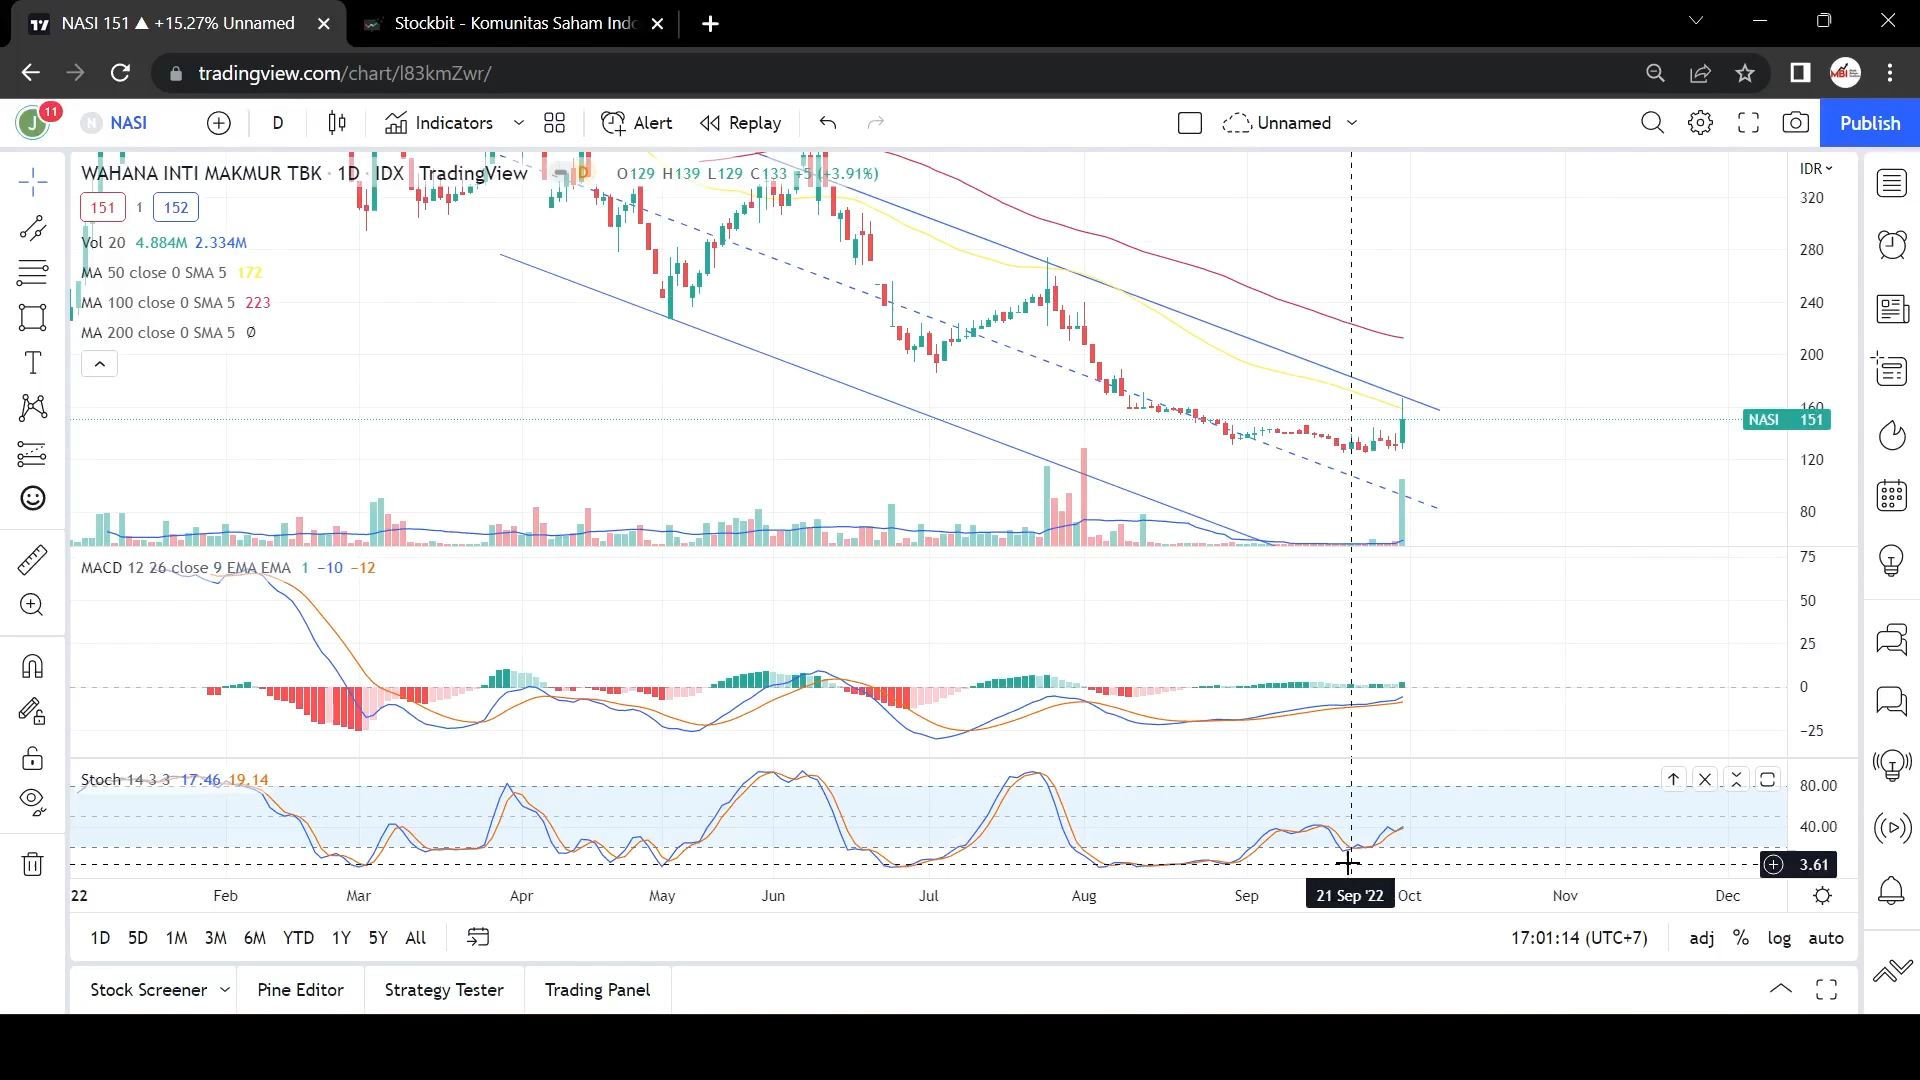 NASI 151 ▲ +15.27% Unnamed
Stockbit - Komunitas Saham Indo
tradingview.com/chart/l83kmZwr/
MBI
J 11 N NASI D Indicators Alert Replay Unnamed Publish
WAHANA INTI MAKMUR TBK · 1D · IDX TradingView D O129 H139 L129 C133 +5 (+3.91%)
IDR
151 1 152
Vol 20 4.884M 2.334M
MA 50 close 0 SMA 5 172
MA 100 close 0 SMA 5 223
MA 200 close 0 SMA 5 Ø
320
280
240
200
160
NASI 151
120
80
MACD 12 26 close 9 EMA EMA 1 −10 −12
75
50
25
0
−25
Stoch 14 3 3 17.46 19.14
80.00
40.00
3.61
22 Feb Mar Apr May Jun Jul Aug Sep 21 Sep '22 Oct Nov Dec
1D 5D 1M 3M 6M YTD 1Y 5Y All 17:01:14 (UTC+7) adj % log auto
Stock Screener Pine Editor Strategy Tester Trading Panel